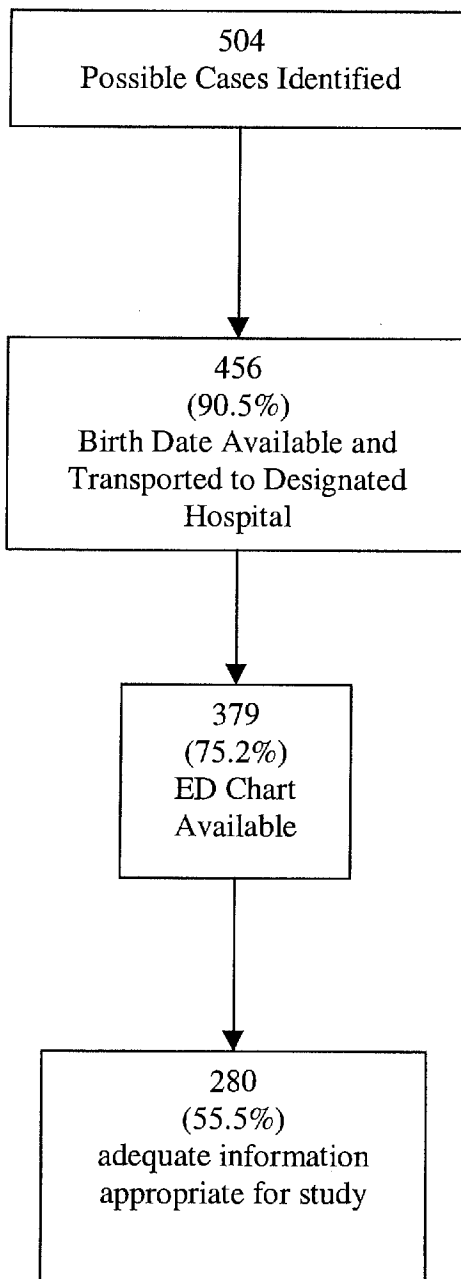 504
Possible Cases Identified
456
(90.5%)
Birth Date Available and
Transported to Designated
Hospital
379
(75.2%)
ED Chart
Available
280
(55.5%)
adequate information
appropriate for study